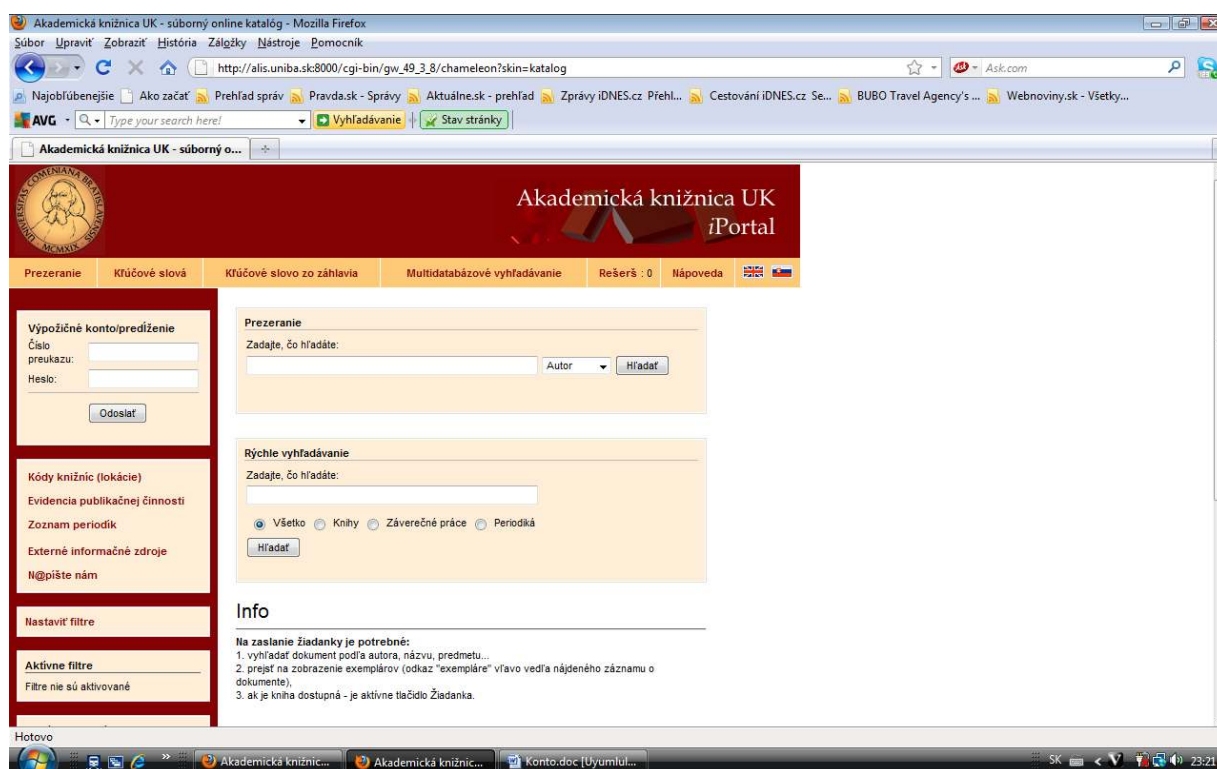 Akademická knižnica UK - súborný online katalóg - Mozilla Firefox
Súbor Upraviť Zobraziť História Záložky Nástroje Pomocník
http://alis.uniba.sk:8000/cgi-bin/gw_49_3_8/chameleon?skin=katalog
Ask - Ask.com
Najobľúbenejšie Ako začať Prehľad správ Pravda.sk - Správy Aktuálne.sk - prehľad Zprávy iDNES.cz Přehl... Cestování iDNES.cz Se... BUBO Travel Agency's ... Webnoviny.sk - Všetky...
AVG Type your search here! Vyhľadávanie Stav stránky
Akademická knižnica UK - súborný o...
Akademická knižnica UK
iPortal
Prezeranie Kľúčové slová Kľúčové slovo zo záhlavia Multidatabázové vyhľadávanie Rešerš : 0 Nápoveda
Výpožičné konto/predĺženie
Číslo preukazu:
Heslo:
Odoslať
Kódy knižníc (lokácie)
Evidencia publikačnej činnosti
Zoznam periodík
Externé informačné zdroje
N@píšte nám
Nastaviť filtre
Aktívne filtre
Filtre nie sú aktivované
Prezeranie
Zadajte, čo hľadáte:
Autor Hľadať
Rýchle vyhľadávanie
Zadajte, čo hľadáte:
Všetko Knihy Záverečné práce Periodiká
Hľadať
Info
Na zaslanie žiadanky je potrebné:
1. vyhľadať dokument podľa autora, názvu, predmetu...
2. prejsť na zobrazenie exemplárov (odkaz "exempláre" vľavo vedľa nájdeného záznamu o
dokumente),
3. ak je kniha dostupná - je aktívne tlačidlo Žiadanka.
Hotovo
Akademická knižnic... Akademická knižnic... Konto.doc [Uyumlul... SK 23:21